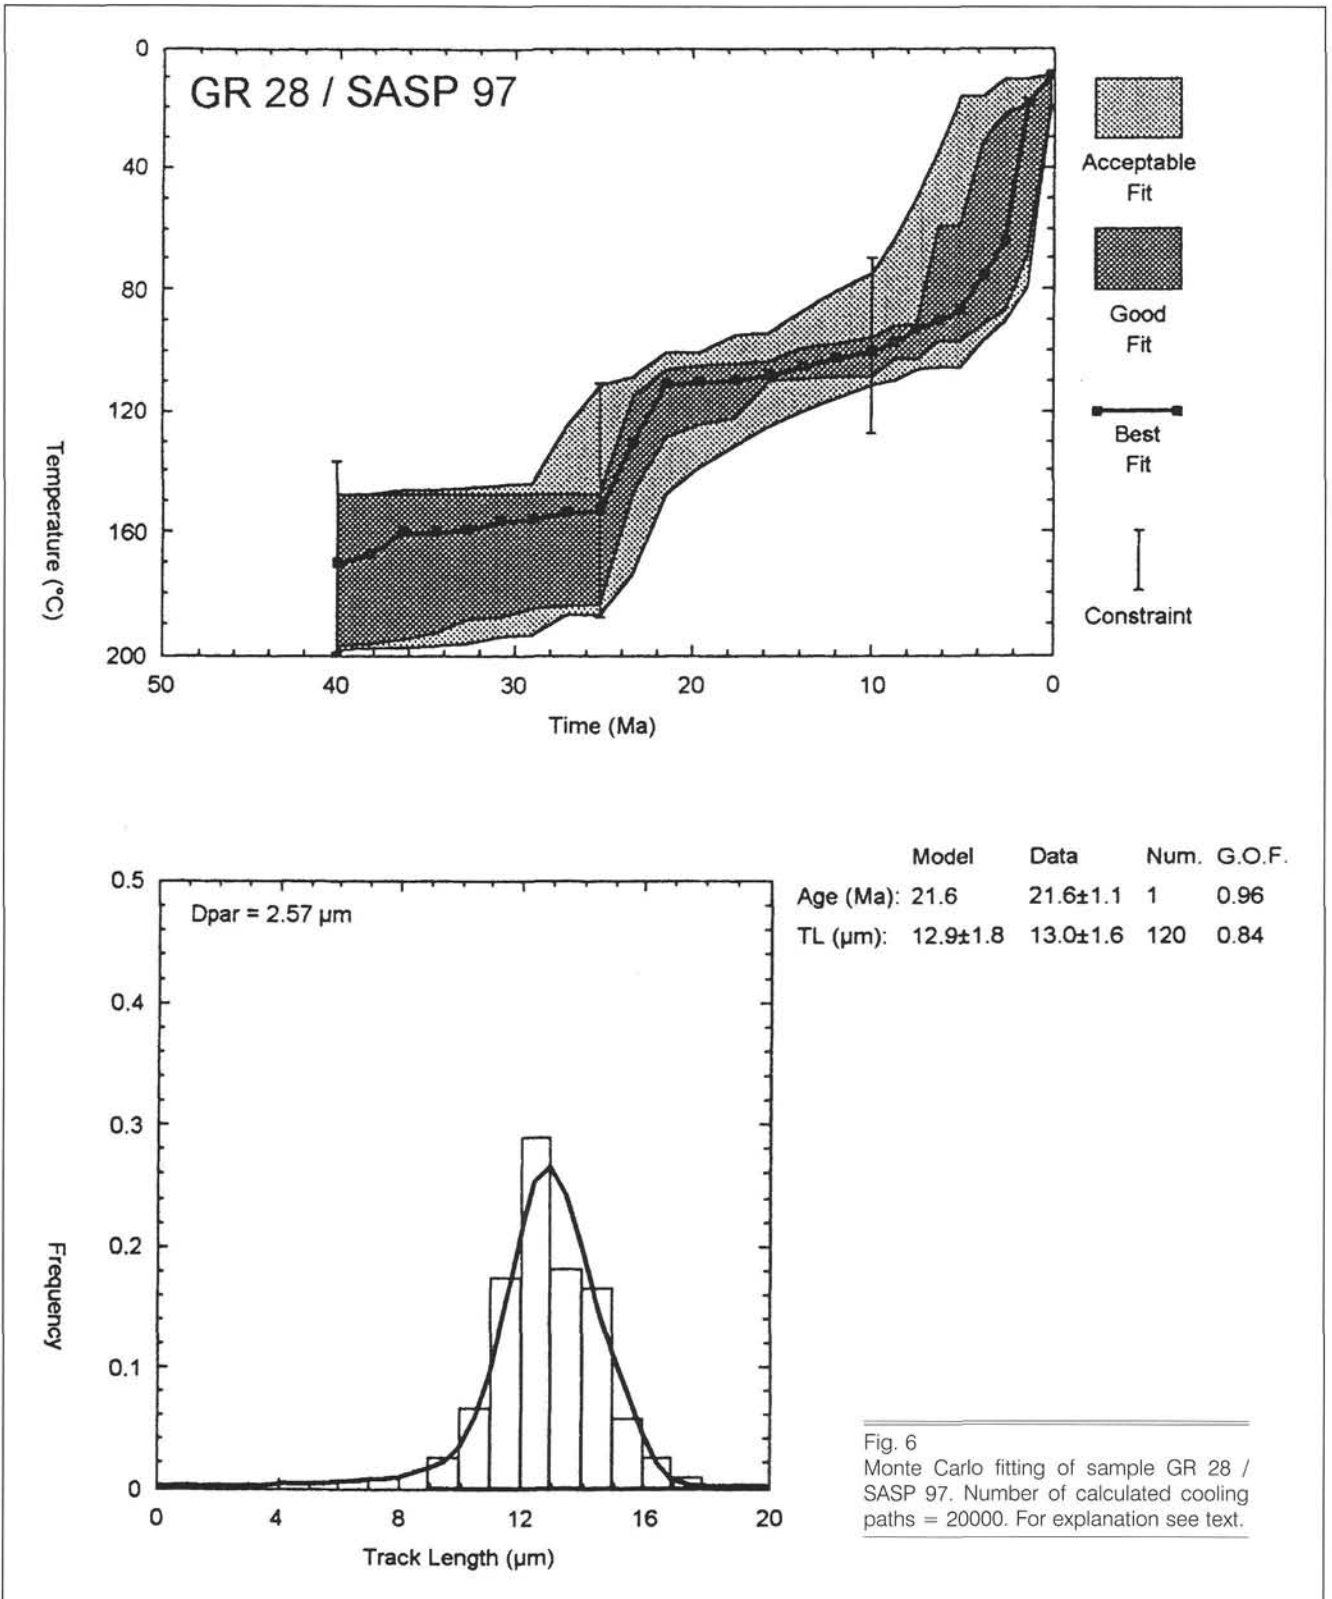 GR 28 / SASP 97
0
40
80
120
160
200
Temperature (°C)
50
40
30
20
10
0
Time (Ma)
Acceptable
Fit
Good
Fit
Best
Fit
Constraint
Model Data Num. G.O.F.
Age (Ma): 21.6 21.6±1.1 1 0.96
TL (µm): 12.9±1.8 13.0±1.6 120 0.84
Dpar = 2.57 µm
0.5
0.4
0.3
0.2
0.1
0
Frequency
0
4
8
12
16
20
Track Length (µm)
Fig. 6
Monte Carlo fitting of sample GR 28 /
SASP 97. Number of calculated cooling
paths = 20000. For explanation see text.